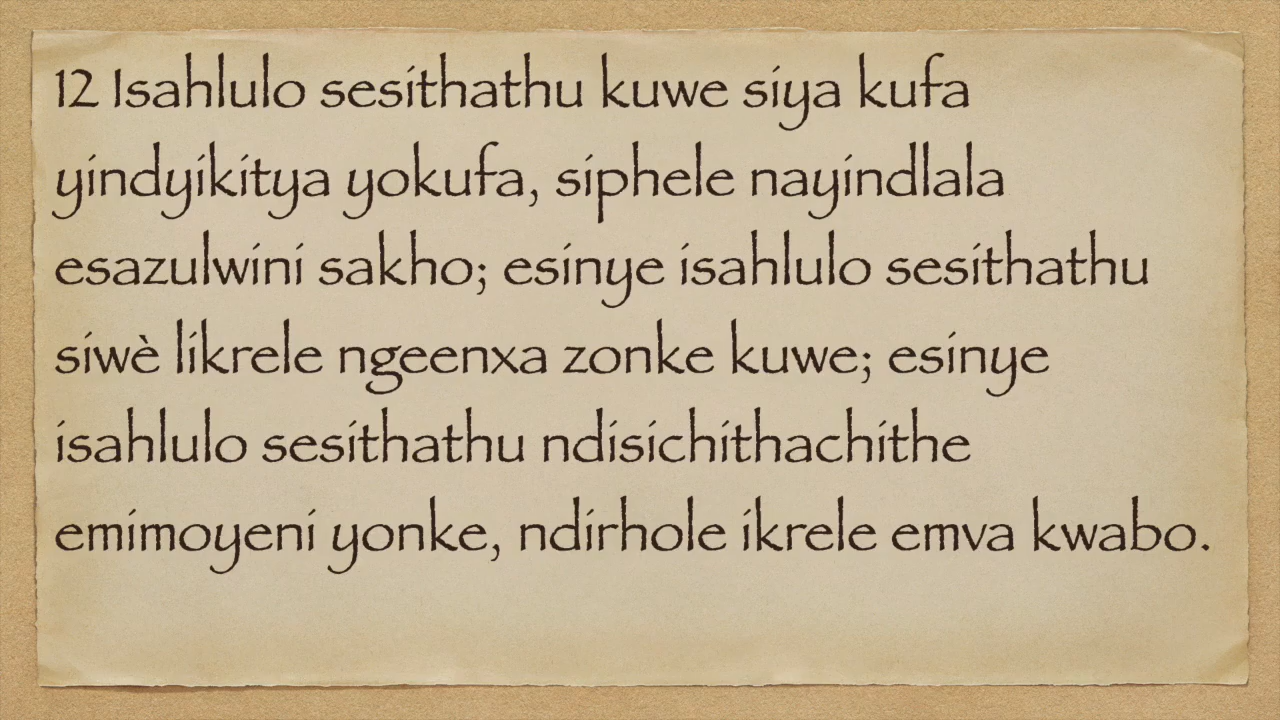 12 Isahlulo sesithathu kuwe siya kufa
yindyikitya yokufa, siphele nayindlala
esazulwini sakho; esinye isahlulo sesithathu
siwè likrele ngeenxa zonke kuwe; esinye
isahlulo sesithathu ndisichithachithe
emimoyeni yonke, ndirhole ikrele emva kwabo.